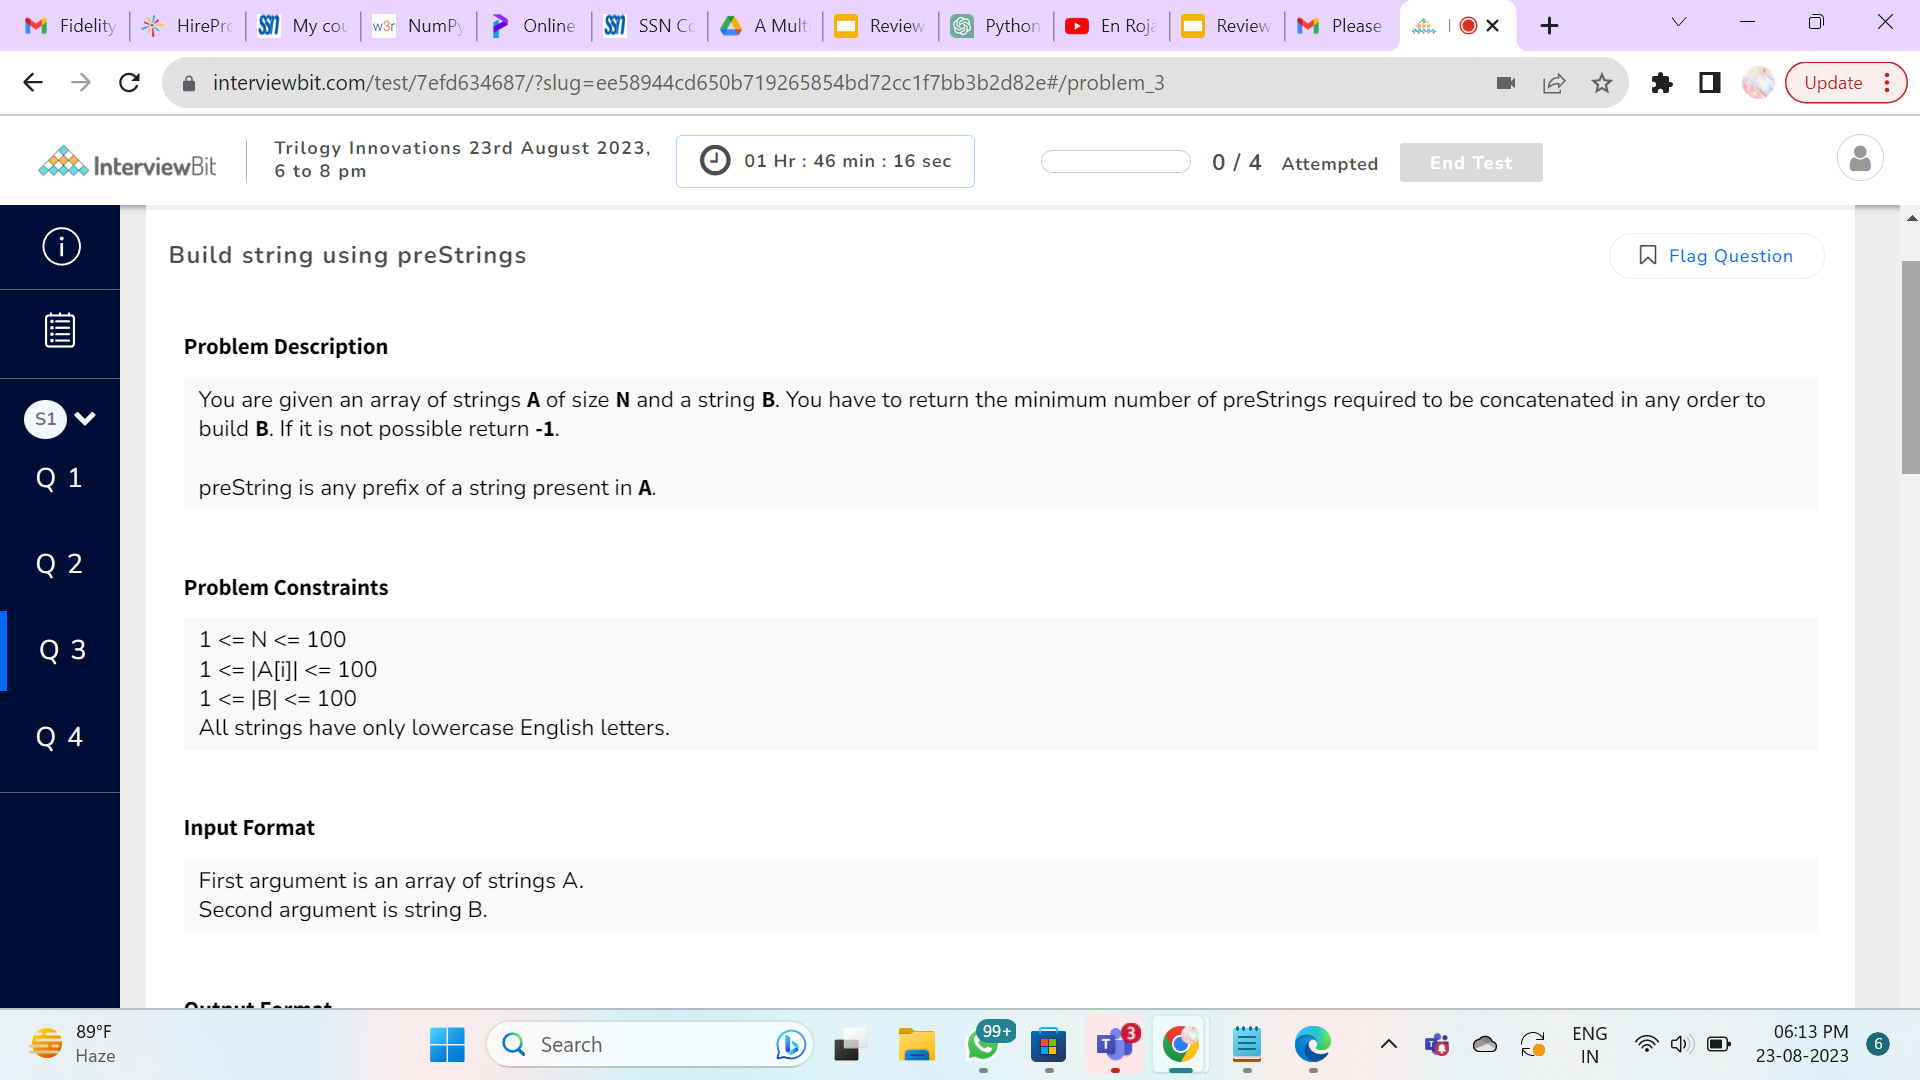 Fidelity
HirePro
My cou
w3r NumPy
Online
SSN Co
A Multi
Review
Python
En Roja
Review
Please
interviewbit.com/test/7efd634687/?slug=ee58944cd650b719265854bd72cc1f7bb3b2d82e#/problem_3
Update
InterviewBit
Trilogy Innovations 23rd August 2023,
6 to 8 pm
01 Hr : 46 min : 16 sec
0 / 4 Attempted
End Test
S1
Q 1
Q 2
Q 3
Q 4
Build string using preStrings
Flag Question
Problem Description
You are given an array of strings A of size N and a string B. You have to return the minimum number of preStrings required to be concatenated in any order to
build B. If it is not possible return -1.
preString is any prefix of a string present in A.
Problem Constraints
1 <= N <= 100
1 <= |A[i]| <= 100
1 <= |B| <= 100
All strings have only lowercase English letters.
Input Format
First argument is an array of strings A.
Second argument is string B.
Output Format
89°F
Haze
Search
99+
3
ENG
IN
06:13 PM
23-08-2023
6